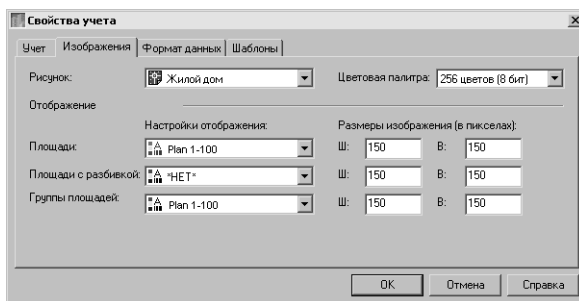 Свойства учета
Учет Изображения Формат данных Шаблоны
Рисунок: Жилой дом Цветовая палитра: 256 цветов (8 бит)
Отображение
Настройки отображения: Размеры изображения (в пикселах):
Площади: Plan 1-100 Ш: 150 В: 150
Площади с разбивкой: *НЕТ* Ш: 150 В: 150
Группы площадей: Plan 1-100 Ш: 150 В: 150
OK Отмена Справка